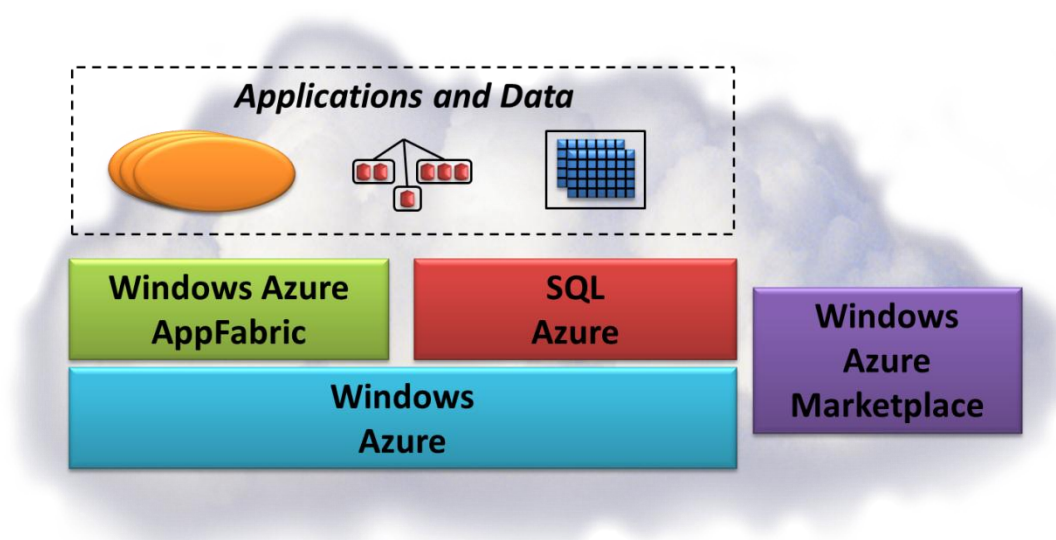 Applications and Data
Windows Azure
AppFabric
SQL
Azure
Windows
Azure
Marketplace
Windows
Azure